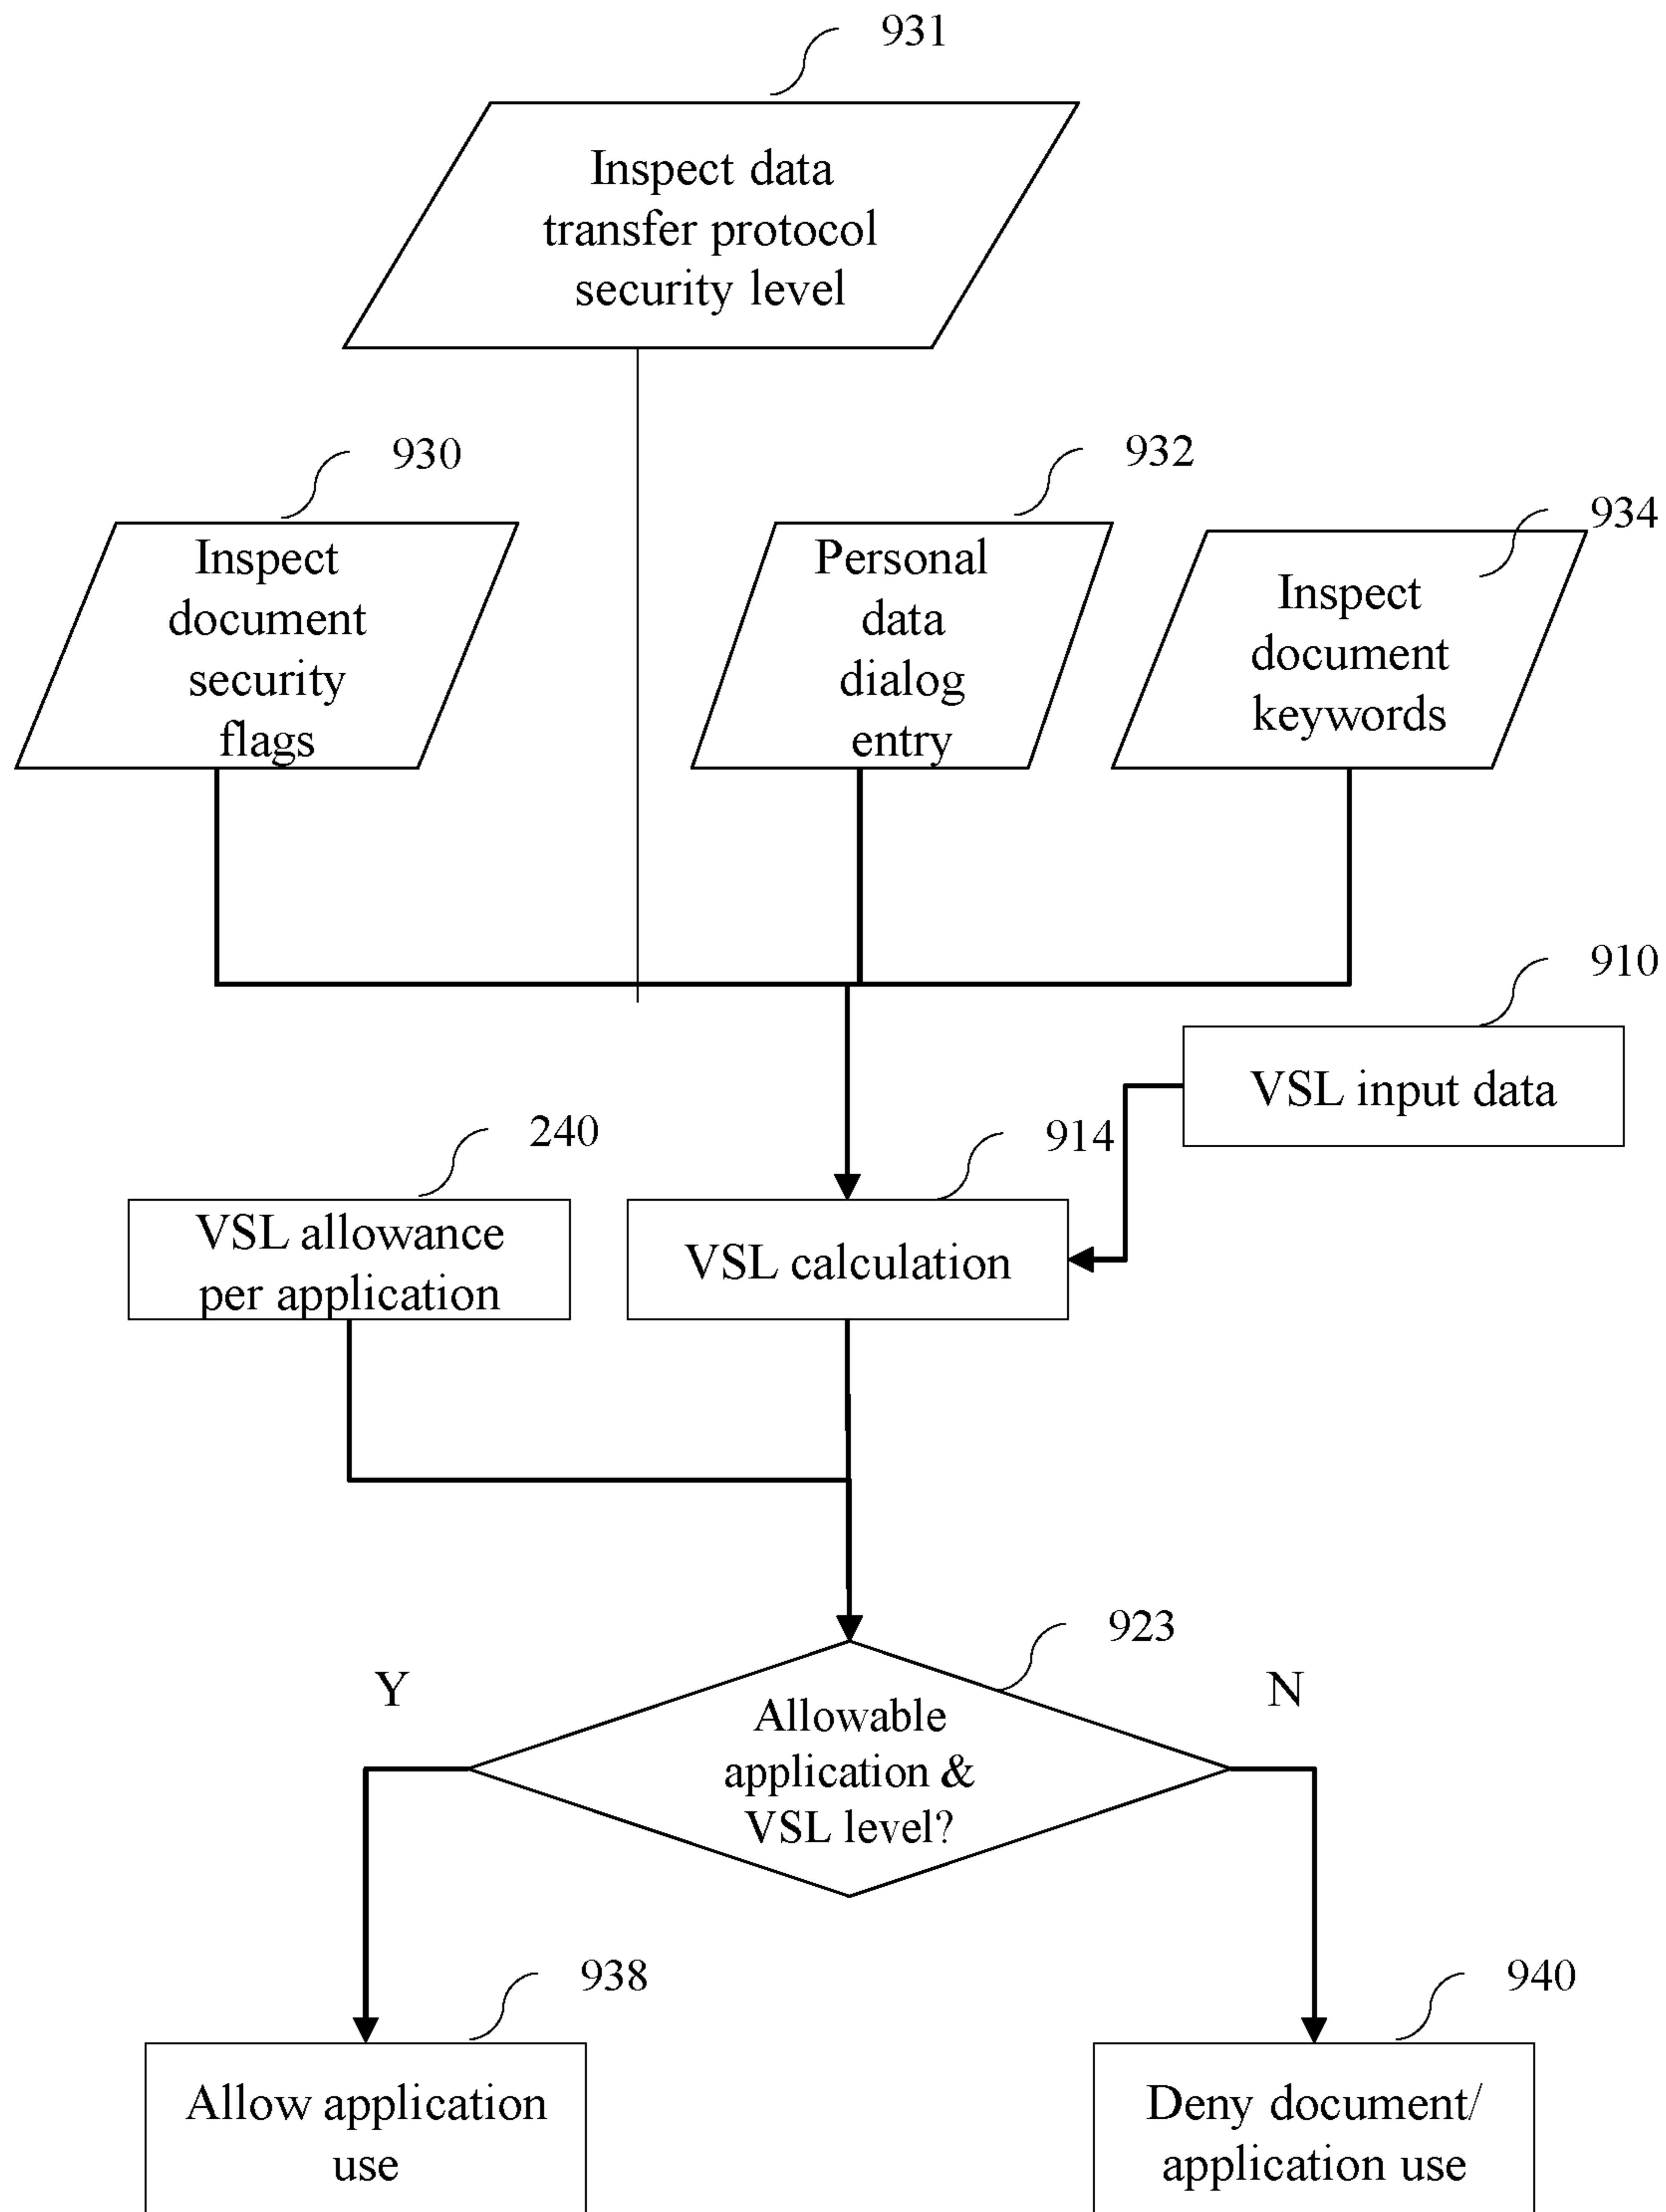 931
Inspect data
transfer protocol
security level
930
932
934
Inspect
document
security
flags
Personal
data
dialog
entry
Inspect
document
keywords
910
VSL input data
240
914
VSL allowance
per application
VSL calculation
923
Y
N
Allowable
application &
VSL level?
938
940
Allow application
use
Deny document/
application use